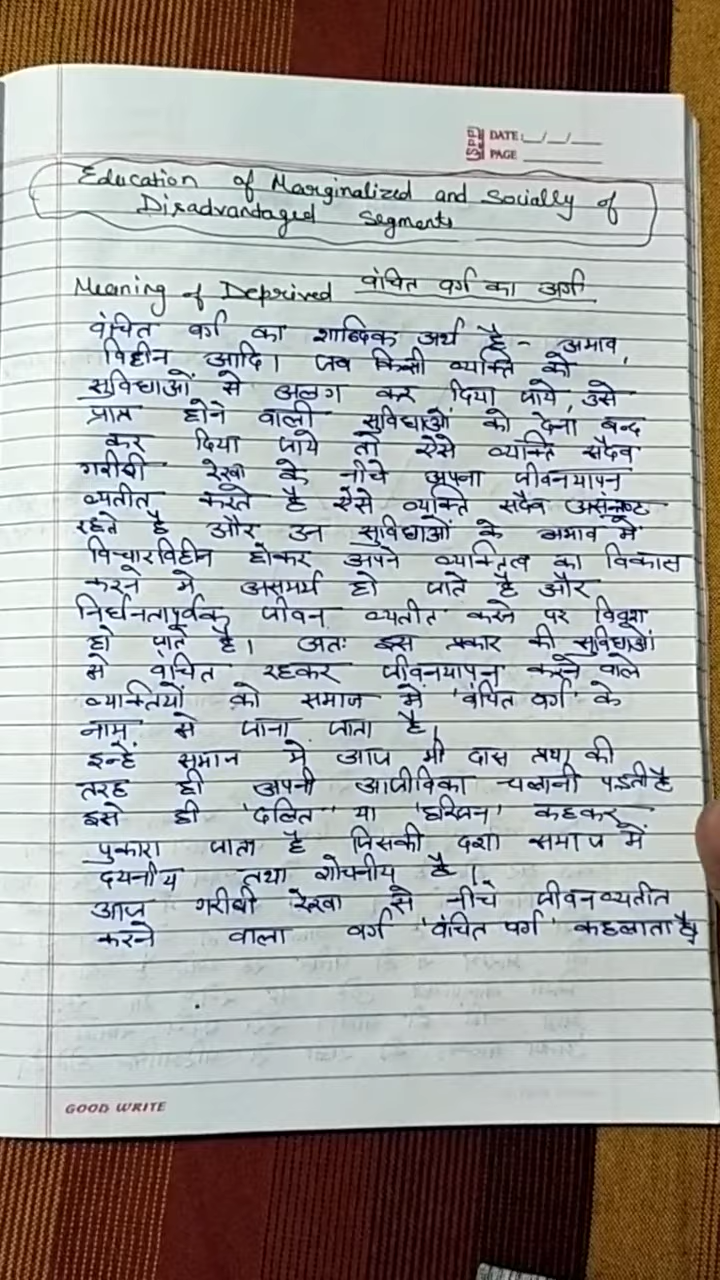 SPD
DATE: __/__/__
PAGE
Education of Marginalized and Socially of
Disadvantaged Segments
Meaning of Deprived वंचित वर्ग का अर्थ
वंचित वर्ग का शाब्दिक अर्थ है - अभाव,
विहीन आदि। जब किसी व्यक्ति को
सुविधाओं से अलग कर दिया जाये, उसे
प्राप्त होने वाली सुविधाओं को देना बन्द
कर दिया जाये तो ऐसे व्यक्ति सदैव
गरीबी रेखा के नीचे अपना जीवनयापन
व्यतीत करते है ऐसे व्यक्ति सदैव असंतुष्ट
रहते है और उन सुविधाओं के अभाव में
विचारविहीन होकर अपने व्यक्तित्व का विकास
करने मे असमर्थ हो जाते है और
निर्धनतापूर्वक जीवन व्यतीत करने पर विवश
हो जाते है। अतः इस प्रकार की सुविधाओं
से वंचित रहकर जीवनयापन करने वाले
व्यक्तियों को समाज में 'वंचित वर्ग' के
नाम से जाना जाता है।
इन्हें समाज मे आज भी दास तथा की
तरह ही अपनी आजीविका चलानी पड़ती है
इसे ही 'दलित' या 'हरिजन' कहकर
पुकारा जाता है जिसकी दशा समाज में
दयनीय तथा शोचनीय है।
आज गरीबी रेखा से नीचे जीवनव्यतीत
करने वाला वर्ग 'वंचित वर्ग' कहलाता है।
GOOD WRITE